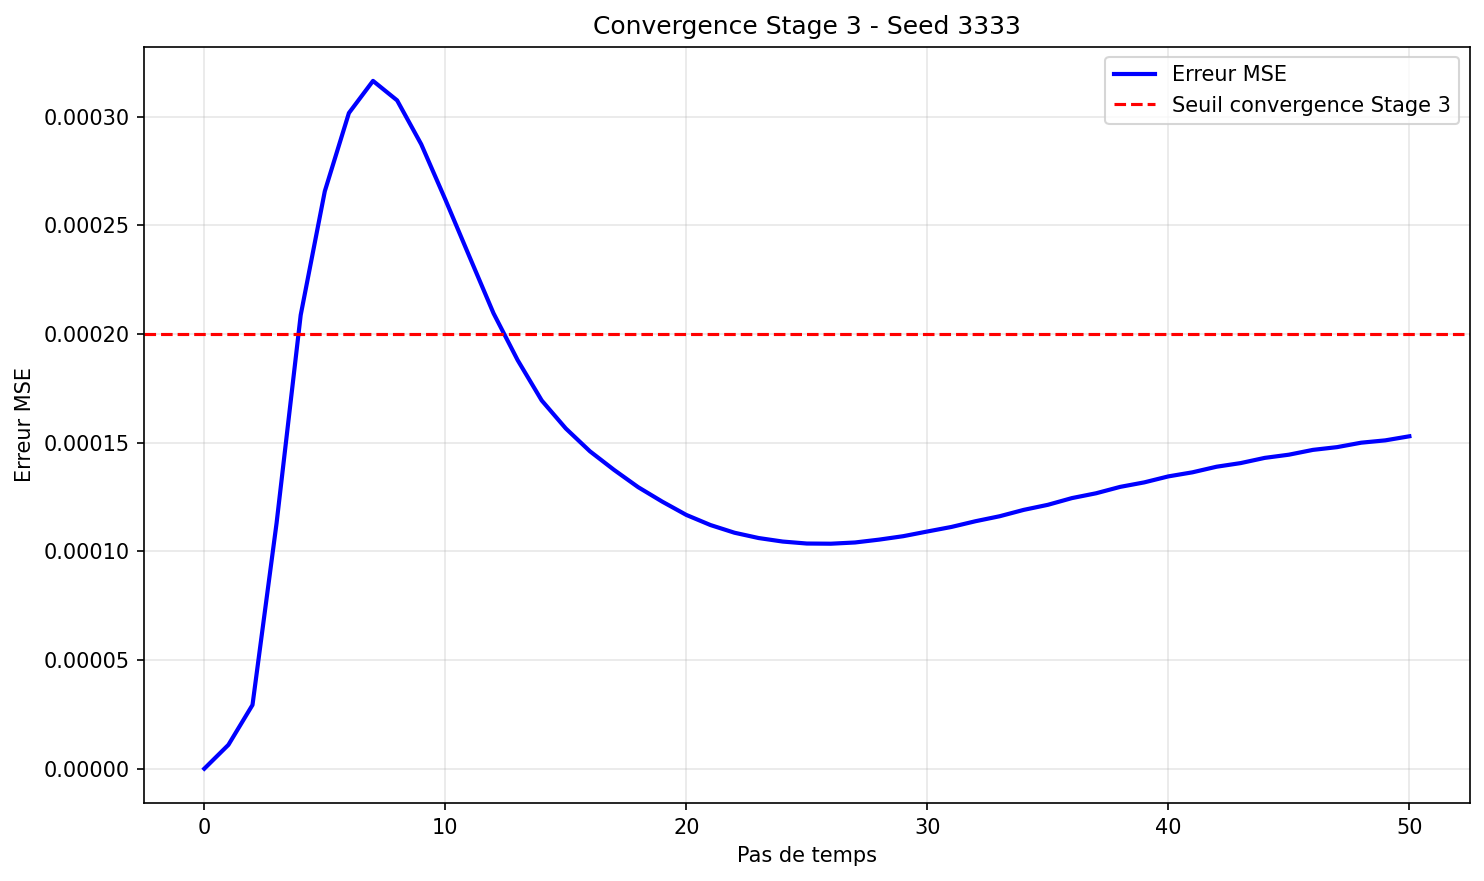 Convergence Stage 3 - Seed 3333
Erreur MSE
Seuil convergence Stage 3
0.00030
0.00025
0.00020
0.00015
0.00010
0.00005
0.00000
Erreur MSE
0 10 20 30 40 50
Pas de temps